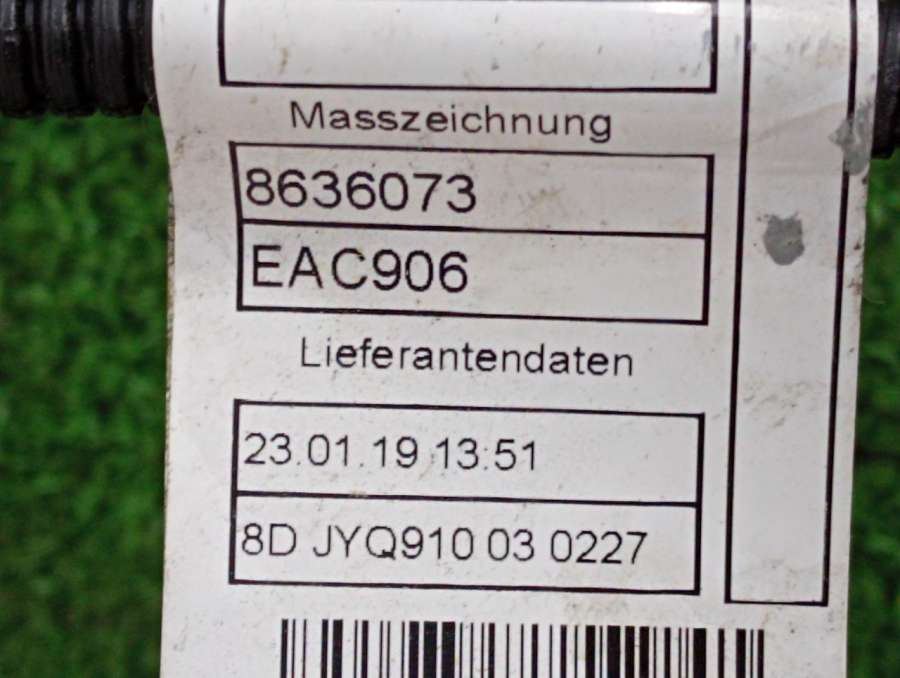 Masszeichnung
8636073
EAC906
Lieferantendaten
23.01.19 13:51
8D JYQ910 03 0227